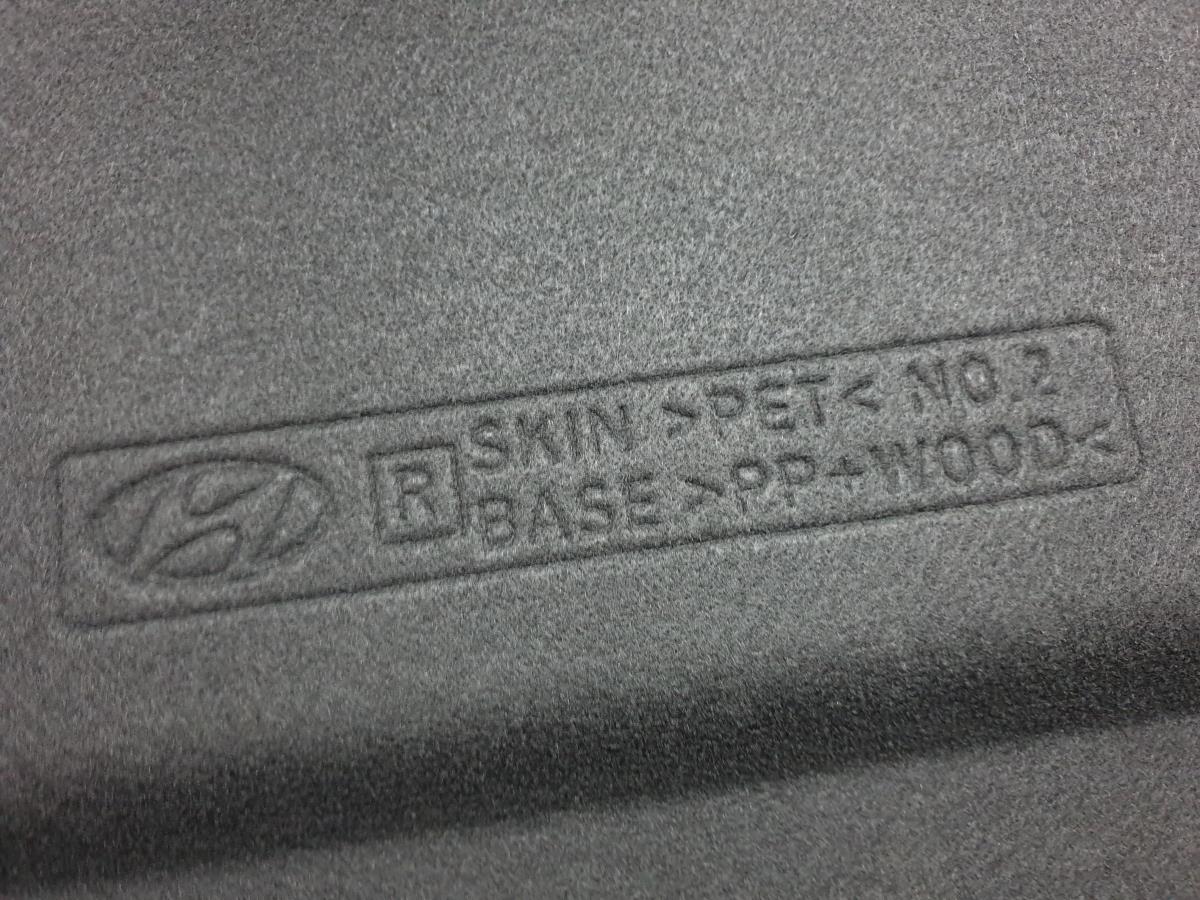 R
SKIN >PET< NO.2
BASE >PP+WOOD<